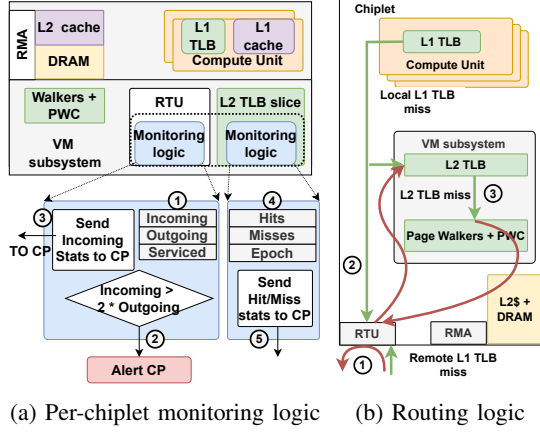 RMA
L2 cache
DRAM
L1
TLB
L1
cache
Compute Unit
Walkers +
PWC
VM
subsystem
RTU
Monitoring
logic
L2 TLB slice
Monitoring
logic
3
Send
Incoming
Stats to CP
TO CP
1
Incoming
Outgoing
Serviced
Incoming >
2 * Outgoing
2
Alert CP
4
Hits
Misses
Epoch
Send
Hit/Miss
stats to CP
5
(a) Per-chiplet monitoring logic
Chiplet
L1 TLB
Compute Unit
Local L1 TLB
miss
VM subsystem
L2 TLB
L2 TLB miss
3
Page Walkers + PWC
2
L2$ +
DRAM
RTU
RMA
1
Remote L1 TLB
miss
(b) Routing logic